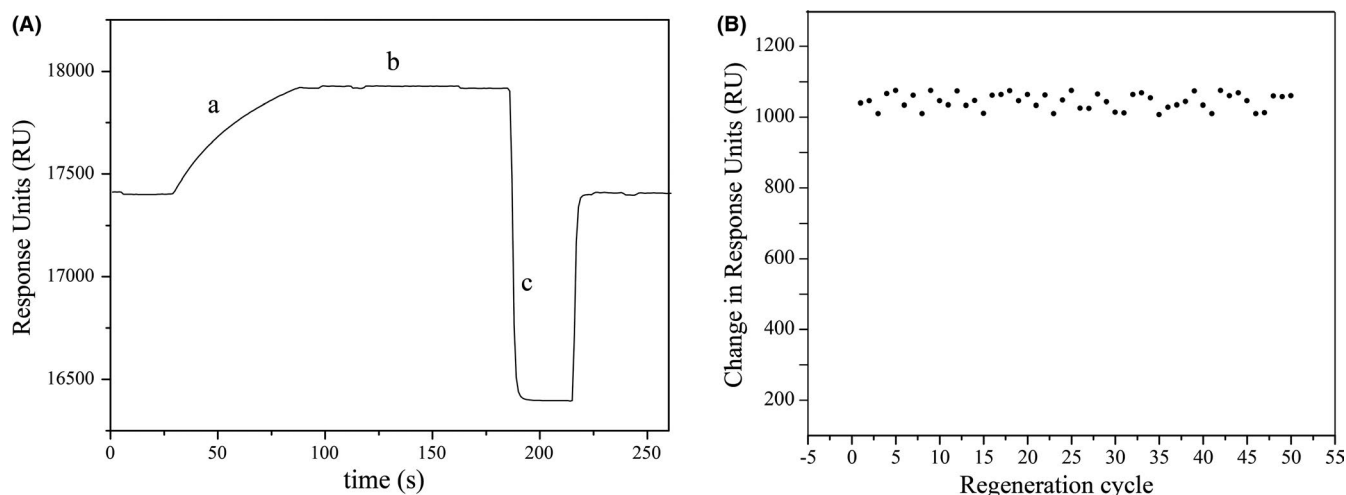 (A)
Response Units (RU)
18000
17500
17000
16500
a
b
c
0 50 100 150 200 250
time (s)
(B)
Change in Response Units (RU)
1200
1000
800
600
400
200
-5 0 5 10 15 20 25 30 35 40 45 50 55
Regeneration cycle